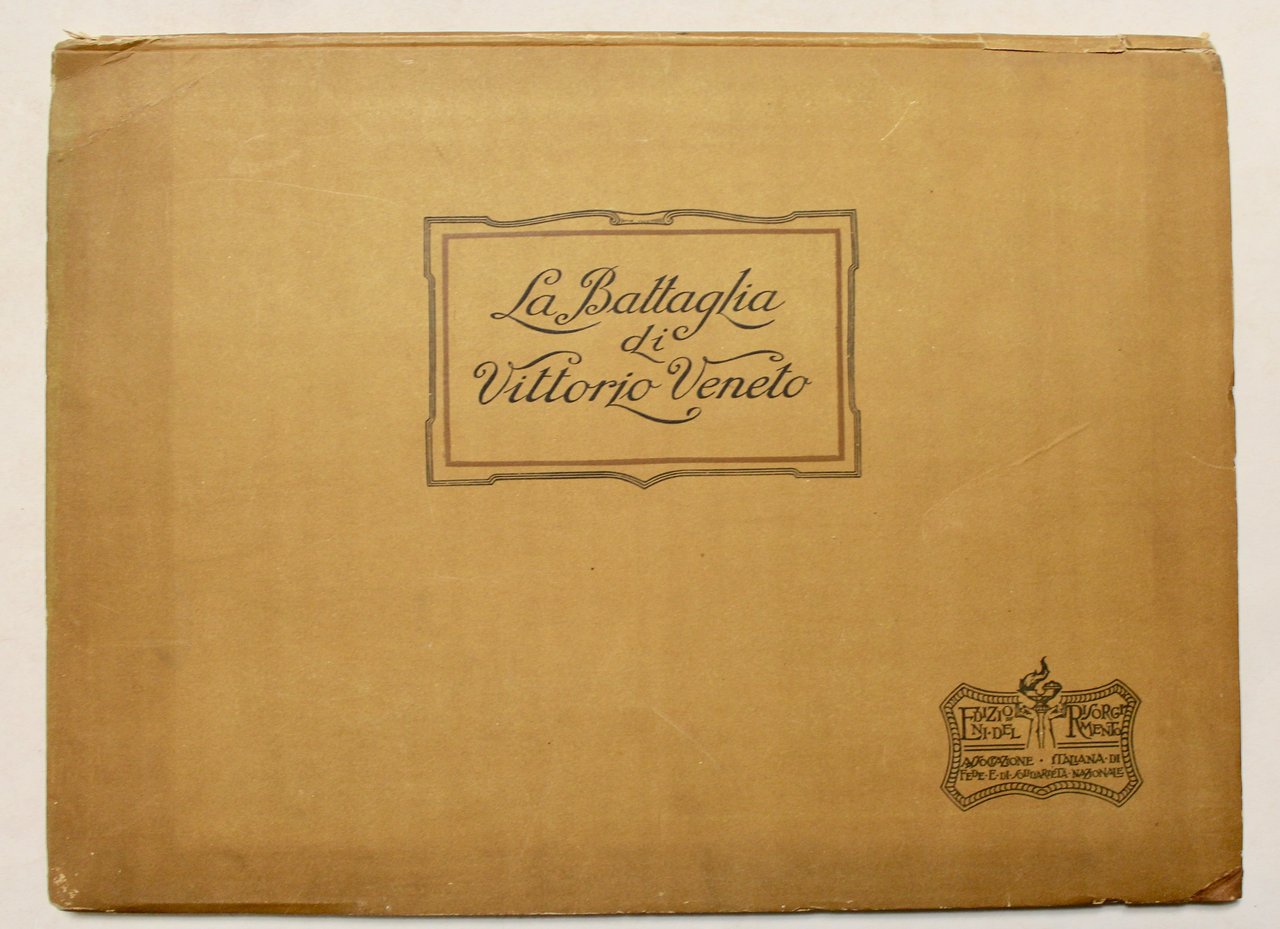 La Battaglia
di
Vittorio Veneto
EDIZIO
NI·DEL
RISORGI
MENTO
ASSOCIAZIONE · ITALIANA·DI
FEDE·E·DI·SOLIDARIETÀ·NAZIONALE